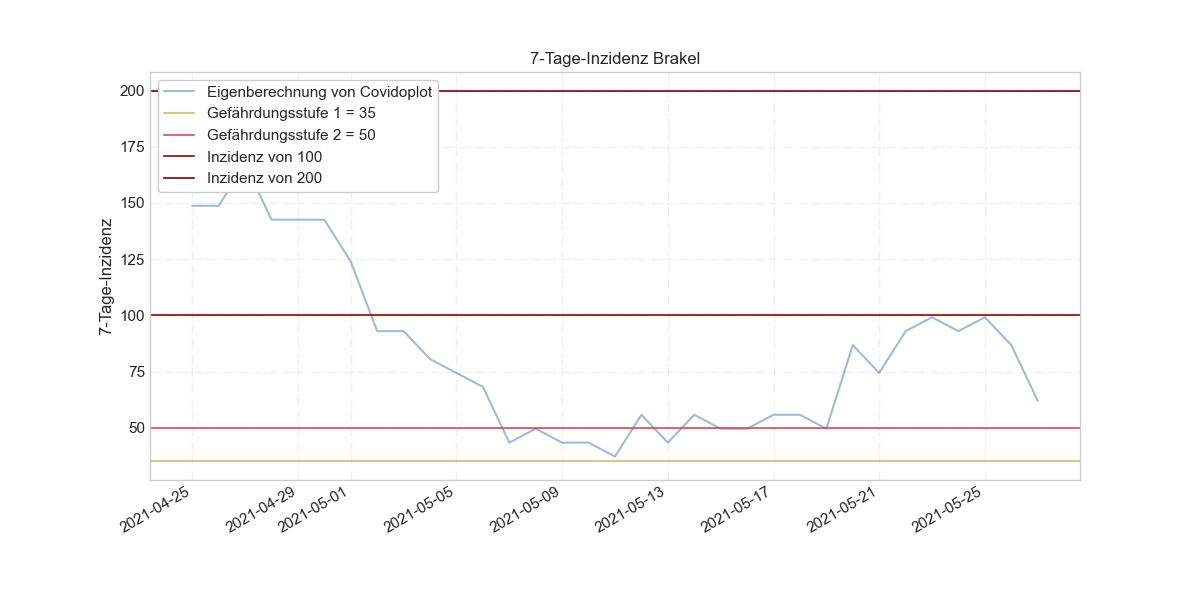 7-Tage-Inzidenz Brakel
Eigenberechnung von Covidoplot
Gefährdungsstufe 1 = 35
Gefährdungsstufe 2 = 50
Inzidenz von 100
Inzidenz von 200
7-Tage-Inzidenz
200
175
150
125
100
75
50
2021-04-25
2021-04-29
2021-05-01
2021-05-05
2021-05-09
2021-05-13
2021-05-17
2021-05-21
2021-05-25